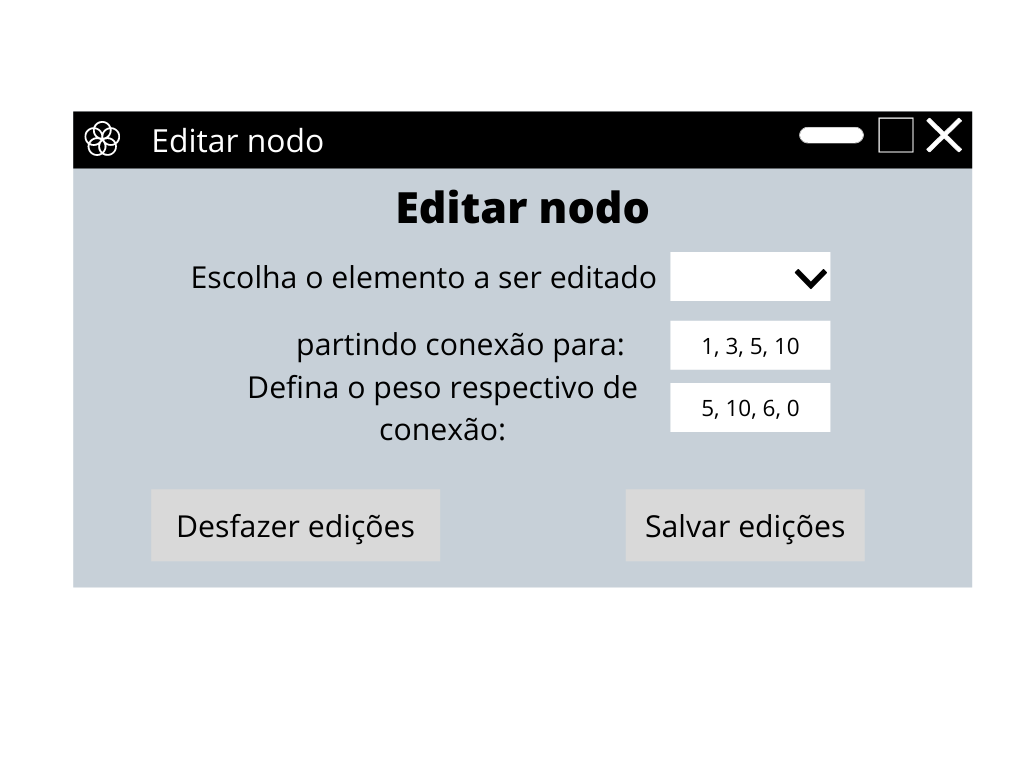 Editar nodo
Editar nodo
Escolha o elemento a ser editado
partindo conexão para:
1, 3, 5, 10
Defina o peso respectivo de
conexão:
5, 10, 6, 0
Desfazer edições
Salvar edições